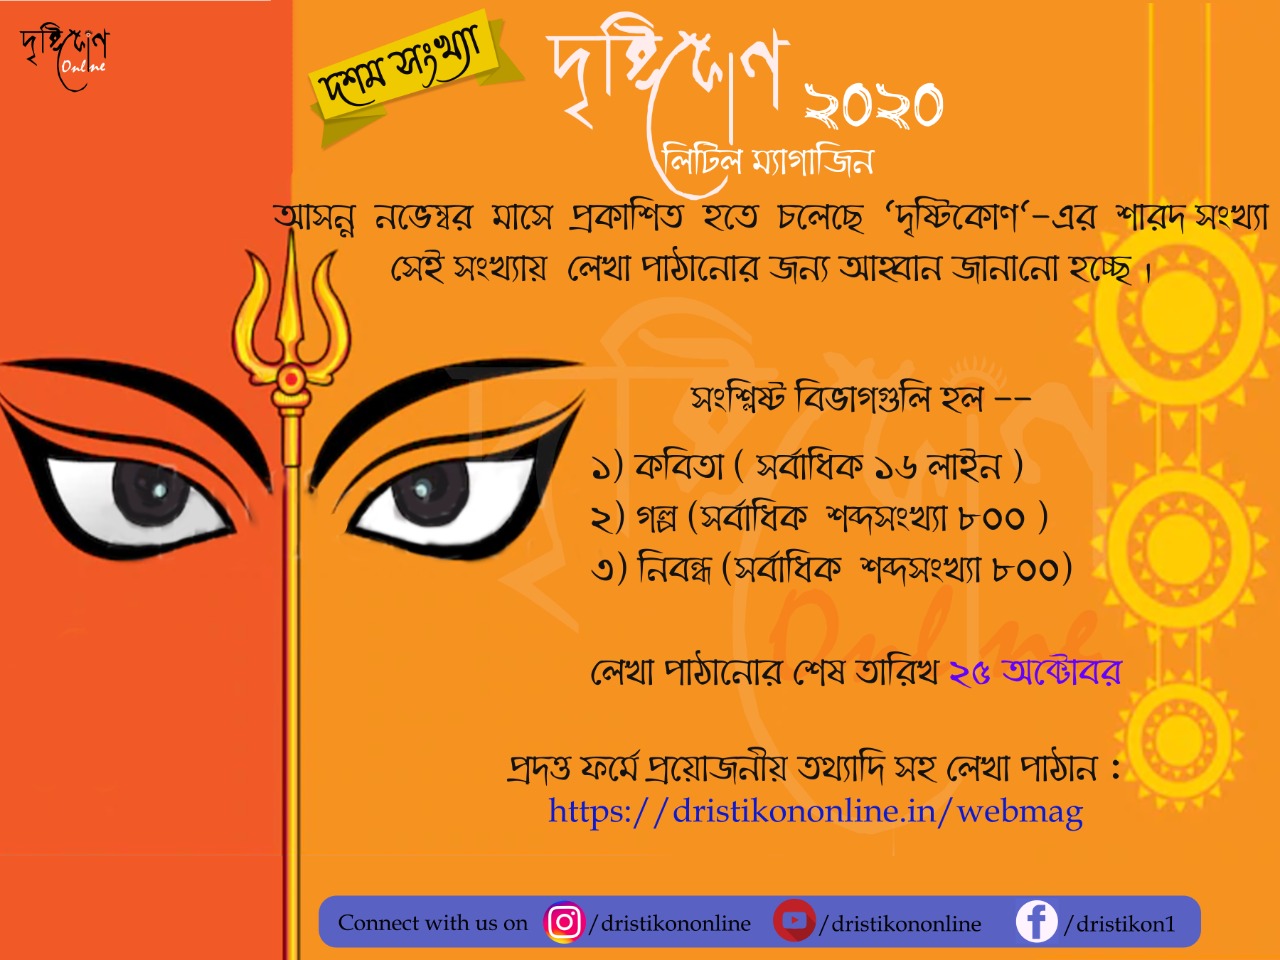 দৃষ্টিকোণ
Online
দশম সংখ্যা
দৃষ্টিকোণ ২০২০
লিটিল ম্যাগাজিন
আসন্ন নভেম্বর মাসে প্রকাশিত হতে চলেছে ‘দৃষ্টিকোণ‘-এর শারদ সংখ্যা
সেই সংখ্যায় লেখা পাঠানোর জন্য আহ্বান জানানো হচ্ছে ।
সংশ্লিষ্ট বিভাগগুলি হল --
১) কবিতা ( সর্বাধিক ১৬ লাইন )
২) গল্প (সর্বাধিক শব্দসংখ্যা ৮০০ )
৩) নিবন্ধ (সর্বাধিক শব্দসংখ্যা ৮০০)
দৃষ্টিকোণ
Online
লেখা পাঠানোর শেষ তারিখ ২৫ অক্টোবর
প্রদত্ত ফর্মে প্রয়োজনীয় তথ্যাদি সহ লেখা পাঠান :
https://dristikononline.in/webmag
Connect with us on /dristikononline /dristikononline /dristikon1